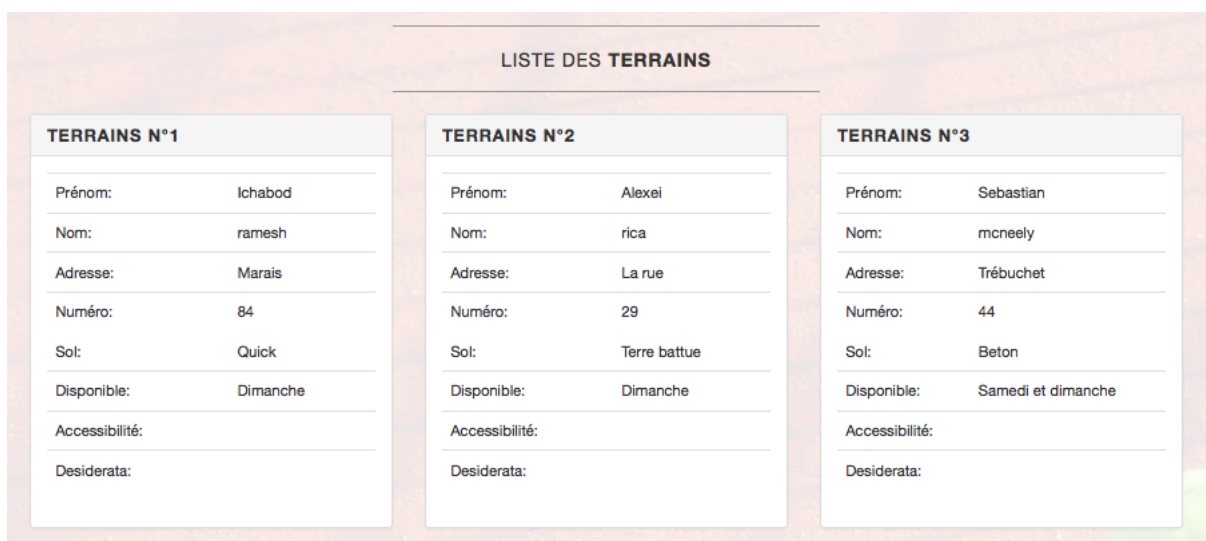 LISTE DES TERRAINS
TERRAINS N°1
Prénom: Ichabod
Nom: ramesh
Adresse: Marais
Numéro: 84
Sol: Quick
Disponible: Dimanche
Accessibilité:
Desiderata:
TERRAINS N°2
Prénom: Alexei
Nom: rica
Adresse: La rue
Numéro: 29
Sol: Terre battue
Disponible: Dimanche
Accessibilité:
Desiderata:
TERRAINS N°3
Prénom: Sebastian
Nom: mcneely
Adresse: Trébuchet
Numéro: 44
Sol: Beton
Disponible: Samedi et dimanche
Accessibilité:
Desiderata: